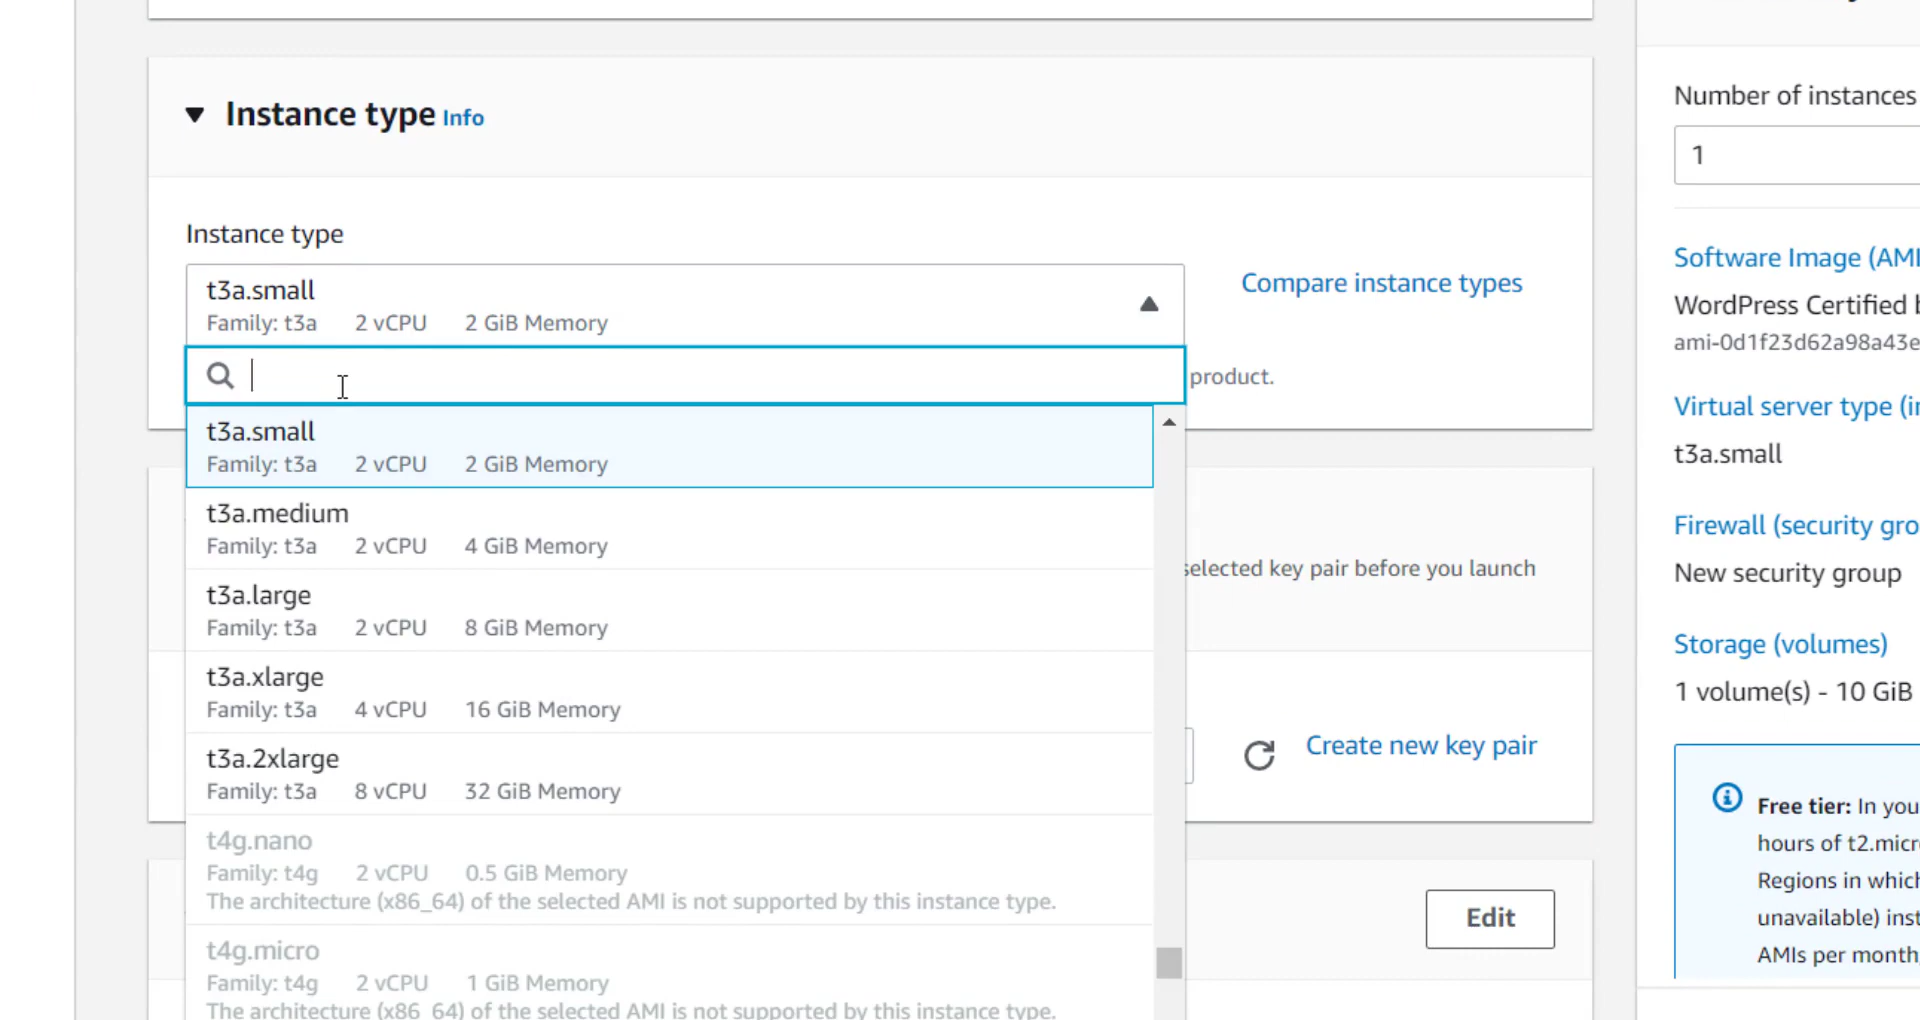 Instance type Info
Instance type
t3a.small
Family: t3a 2 vCPU 2 GiB Memory
Compare instance types
product.
t3a.small
Family: t3a 2 vCPU 2 GiB Memory
t3a.medium
Family: t3a 2 vCPU 4 GiB Memory
t3a.large
Family: t3a 2 vCPU 8 GiB Memory
t3a.xlarge
Family: t3a 4 vCPU 16 GiB Memory
t3a.2xlarge
Family: t3a 8 vCPU 32 GiB Memory
t4g.nano
Family: t4g 2 vCPU 0.5 GiB Memory
The architecture (x86_64) of the selected AMI is not supported by this instance type.
t4g.micro
Family: t4g 2 vCPU 1 GiB Memory
The architecture (x86_64) of the selected AMI is not supported by this instance type.
selected key pair before you launch
Create new key pair
Edit
Number of instances
1
Software Image (AMI
WordPress Certified b
ami-0d1f23d62a98a43e
Virtual server type (in
t3a.small
Firewall (security gro
New security group
Storage (volumes)
1 volume(s) - 10 GiB
Free tier: In you
hours of t2.micr
Regions in which
unavailable) inst
AMIs per month,